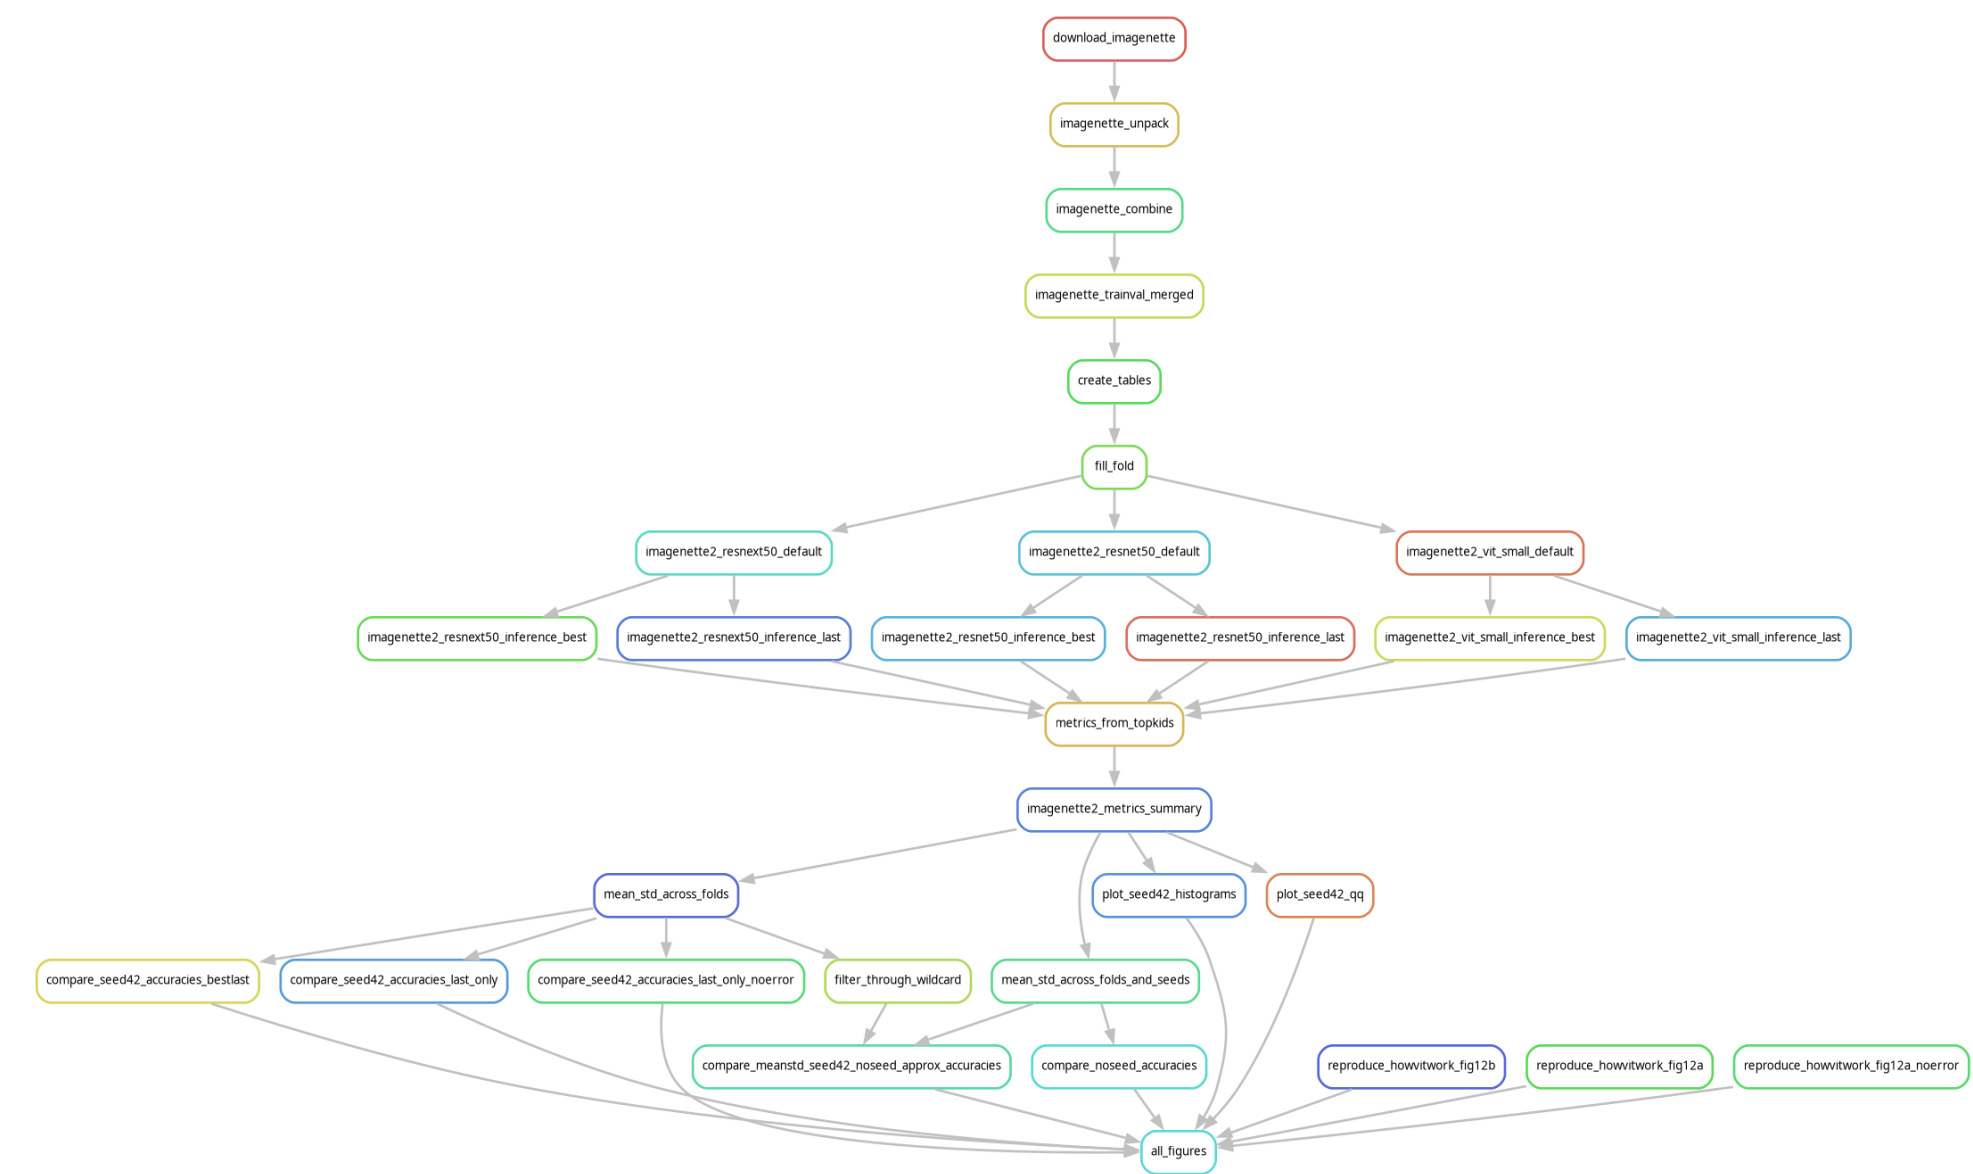 download_imagenette
imagenette_unpack
imagenette_combine
imagenette_trainval_merged
create_tables
fill_fold
imagenette2_resnext50_default
imagenette2_resnet50_default
imagenette2_vit_small_default
imagenette2_resnext50_inference_best
imagenette2_resnext50_inference_last
imagenette2_resnet50_inference_best
imagenette2_resnet50_inference_last
imagenette2_vit_small_inference_best
imagenette2_vit_small_inference_last
metrics_from_topkids
imagenette2_metrics_summary
mean_std_across_folds
plot_seed42_histograms
plot_seed42_qq
compare_seed42_accuracies_bestlast
compare_seed42_accuracies_last_only
compare_seed42_accuracies_last_only_noerror
filter_through_wildcard
mean_std_across_folds_and_seeds
compare_meanstd_seed42_noseed_approx_accuracies
compare_noseed_accuracies
reproduce_howvitwork_fig12b
reproduce_howvitwork_fig12a
reproduce_howvitwork_fig12a_noerror
all_figures